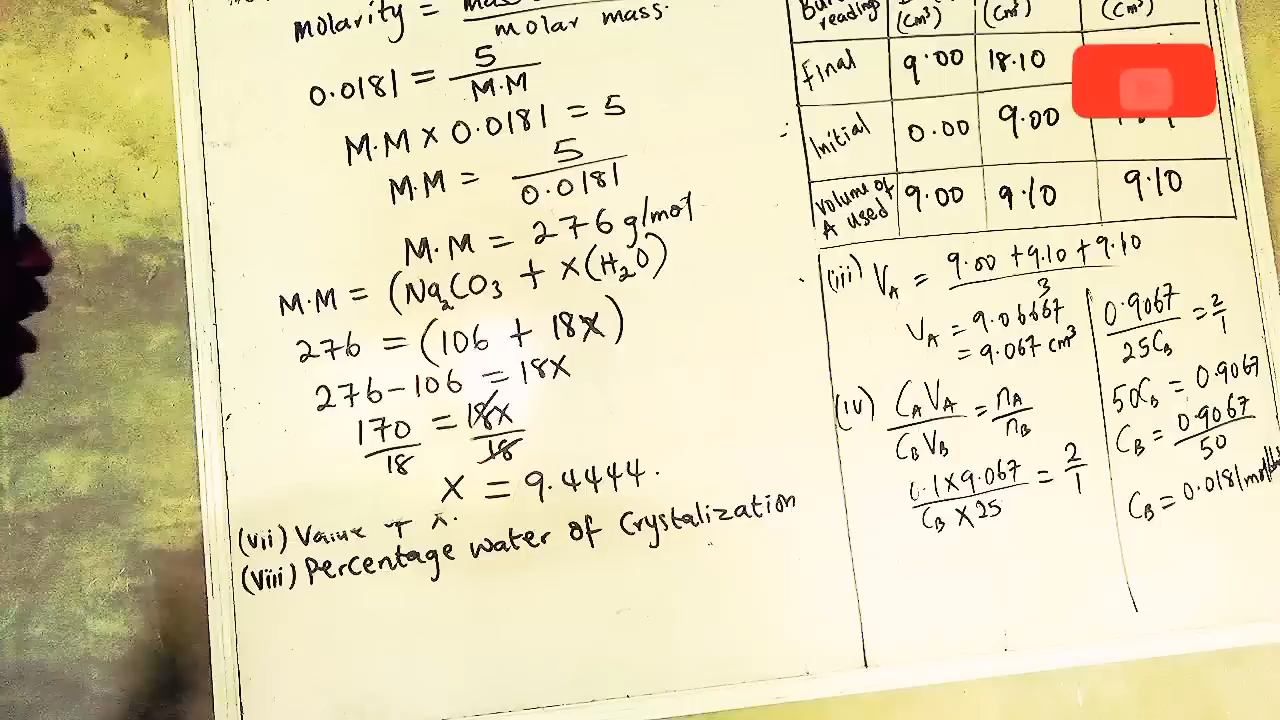 molarity =
molar mass.
0.0181 = 5 / M.M
M.M x 0.0181 = 5
M.M = 5 / 0.0181
M.M = 276 g/mol
M.M = (Na2CO3 + x(H2O)
276 = (106 + 18x)
276-106 = 18x
170 / 18 = 18x / 18
x = 9.4444.
(vii) Value of x.
(viii) Percentage water of Crystalization
readings (cm³) (cm³) (cm³)
Final 9.00 18.10
Initial 0.00 9.00
Volume of A used 9.00 9.10 9.10
(iii) VA = 9.00 + 9.10 + 9.10 / 3
VA = 9.06667
= 9.067 cm³
(iv) CAVA / CBVB = nA / nB
0.1 x 9.067 / CB x 25 = 2 / 1
0.9067 / 25CB = 2 / 1
50CB = 0.9067
CB = 0.9067 / 50
CB = 0.0181